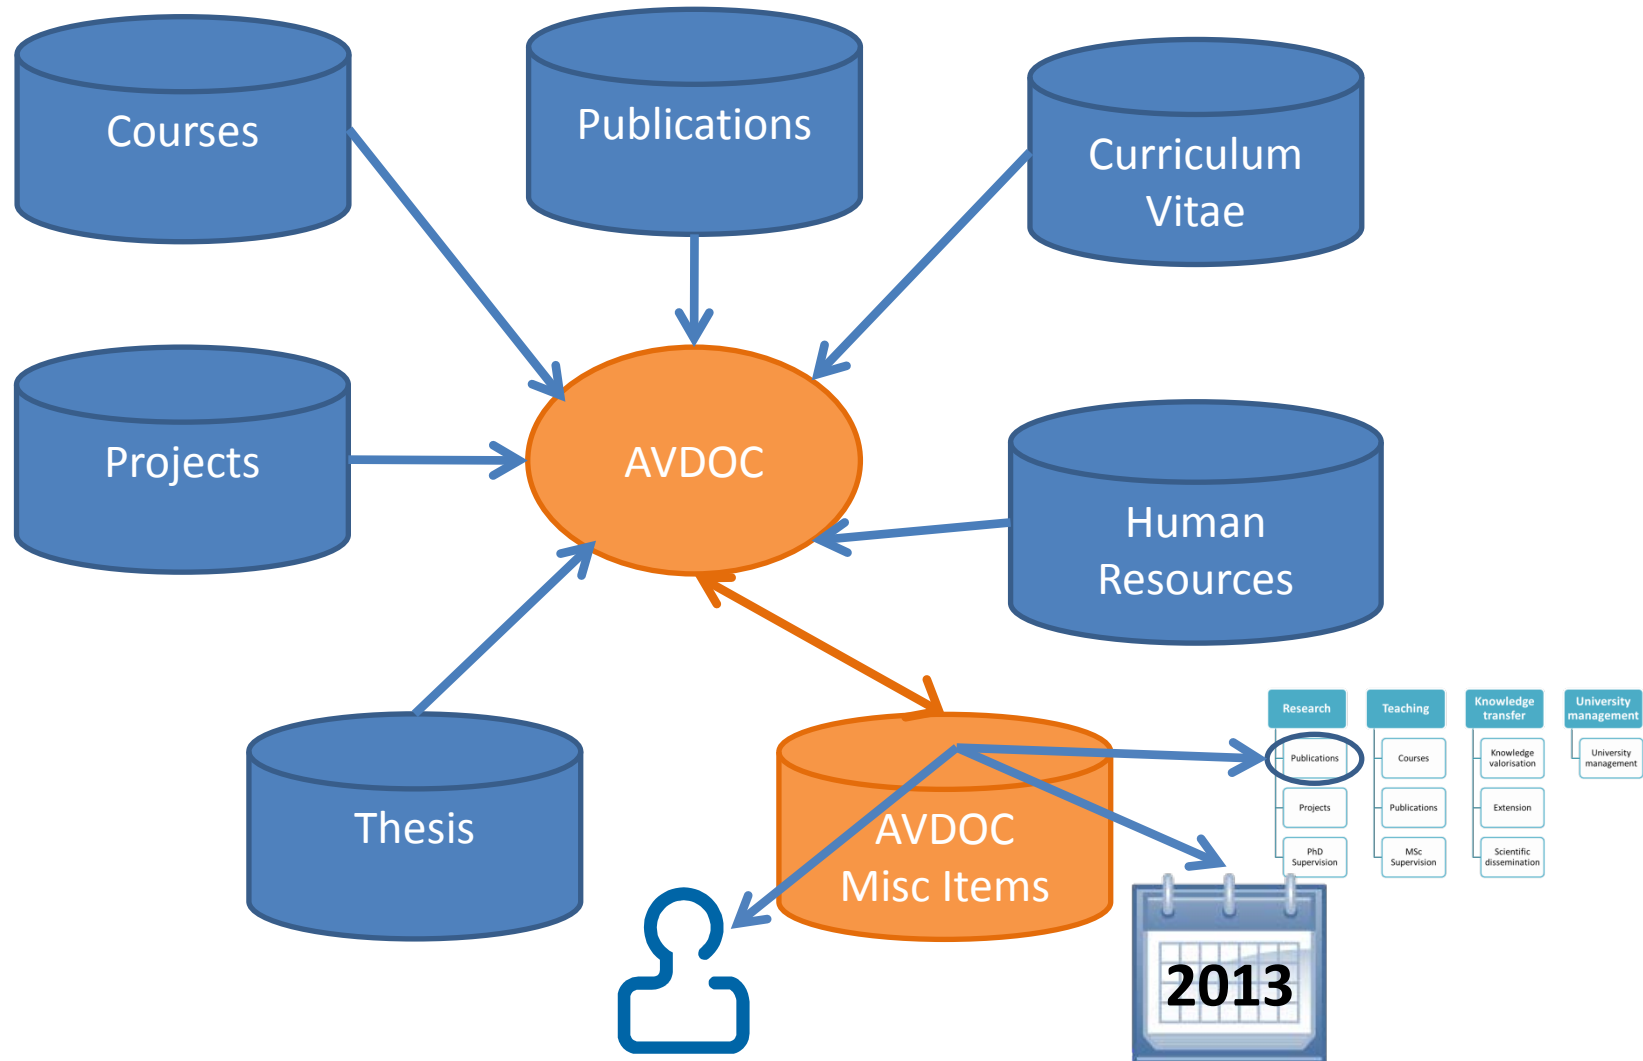 Courses
Publications
Curriculum
Vitae
Projects
AVDOC
Human
Resources
Thesis
AVDOC
Misc Items
Research
Publications
Projects
PhD
Supervision
Teaching
Courses
Publications
MSc
Supervision
Knowledge
transfer
Knowledge
valorisation
Extension
Scientific
dissemination
University
management
University
management
2013